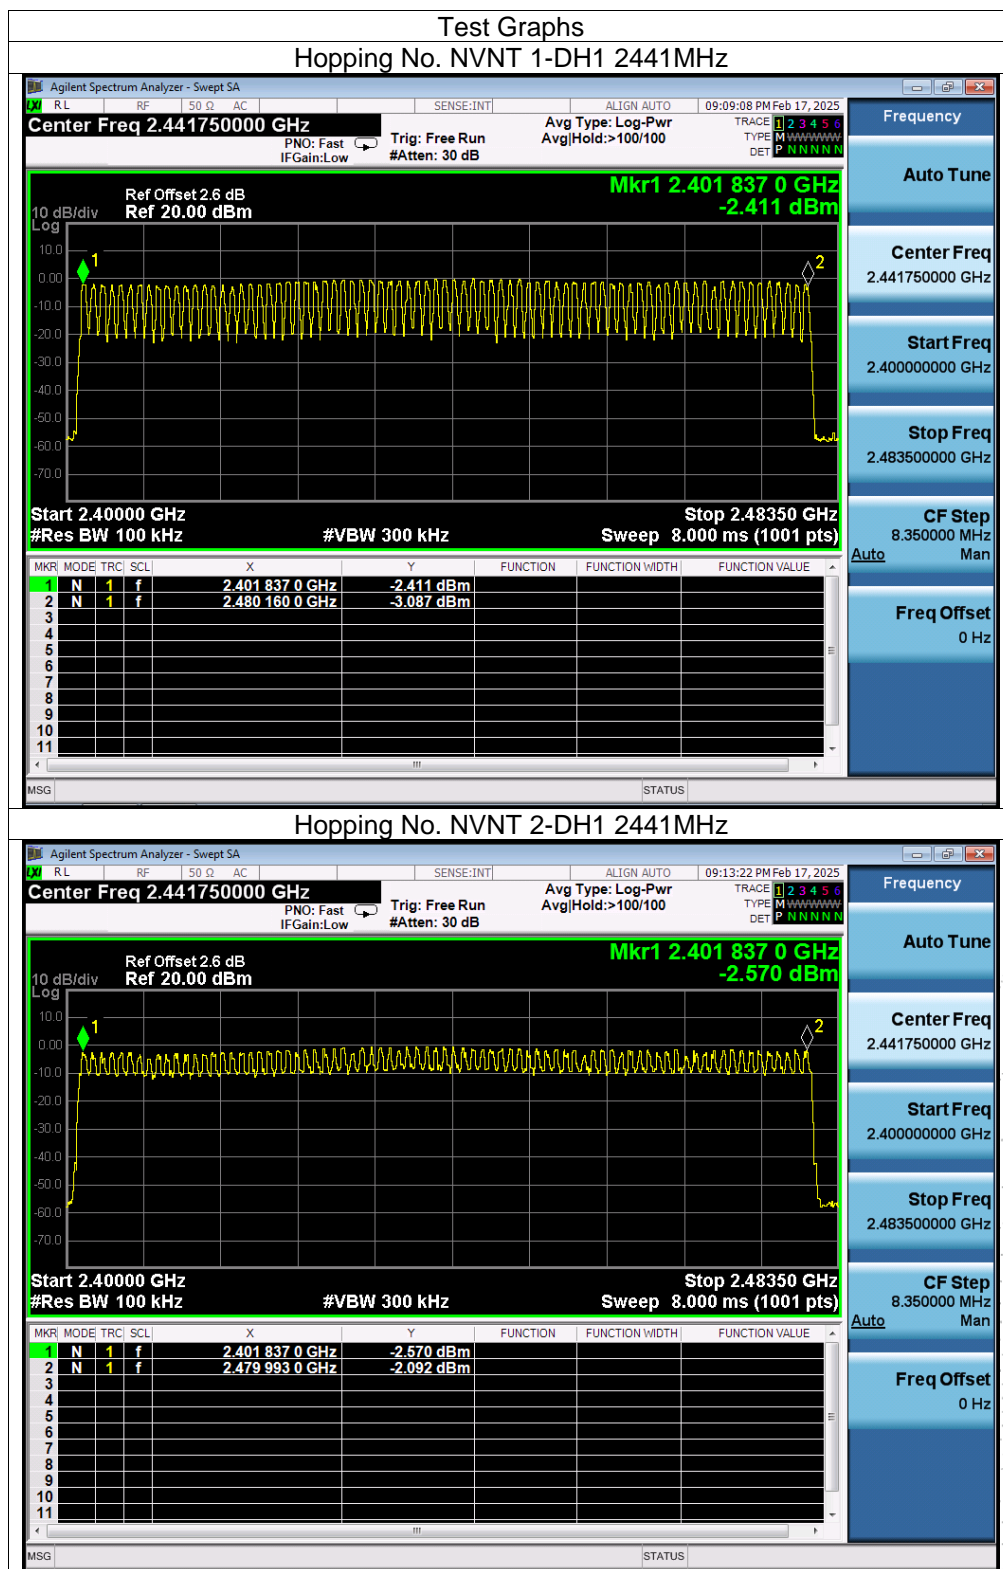 Test Graphs
Hopping No. NVNT 1-DH1 2441MHz
Agilent Spectrum Analyzer - Swept SA
LXI RL RF 50 Ω AC SENSE:INT ALIGN AUTO 09:09:08 PM Feb 17, 2025
Center Freq 2.441750000 GHz
PNO: Fast
IFGain:Low
Trig: Free Run
#Atten: 30 dB
Avg Type: Log-Pwr
Avg|Hold:>100/100
TRACE 1 2 3 4 5 6
TYPE M WWWWW
DET P N N N N N
Frequency
Auto Tune
Center Freq
2.441750000 GHz
Start Freq
2.400000000 GHz
Stop Freq
2.483500000 GHz
CF Step
8.350000 MHz
Auto Man
Freq Offset
0 Hz
Mkr1 2.401 837 0 GHz
-2.411 dBm
Ref Offset 2.6 dB
10 dB/div Ref 20.00 dBm
Log
10.0
0.00
-10.0
-20.0
-30.0
-40.0
-50.0
-60.0
-70.0
1
2
Start 2.40000 GHz Stop 2.48350 GHz
#Res BW 100 kHz #VBW 300 kHz Sweep 8.000 ms (1001 pts)
MKR MODE TRC SCL X Y FUNCTION FUNCTION WIDTH FUNCTION VALUE
1 N 1 f 2.401 837 0 GHz -2.411 dBm
2 N 1 f 2.480 160 0 GHz -3.087 dBm
3
4
5
6
7
8
9
10
11
MSG STATUS
Hopping No. NVNT 2-DH1 2441MHz
Agilent Spectrum Analyzer - Swept SA
LXI RL RF 50 Ω AC SENSE:INT ALIGN AUTO 09:13:22 PM Feb 17, 2025
Center Freq 2.441750000 GHz
PNO: Fast
IFGain:Low
Trig: Free Run
#Atten: 30 dB
Avg Type: Log-Pwr
Avg|Hold:>100/100
TRACE 1 2 3 4 5 6
TYPE M WWWWW
DET P N N N N N
Frequency
Auto Tune
Center Freq
2.441750000 GHz
Start Freq
2.400000000 GHz
Stop Freq
2.483500000 GHz
CF Step
8.350000 MHz
Auto Man
Freq Offset
0 Hz
Mkr1 2.401 837 0 GHz
-2.570 dBm
Ref Offset 2.6 dB
10 dB/div Ref 20.00 dBm
Log
10.0
0.00
-10.0
-20.0
-30.0
-40.0
-50.0
-60.0
-70.0
1
2
Start 2.40000 GHz Stop 2.48350 GHz
#Res BW 100 kHz #VBW 300 kHz Sweep 8.000 ms (1001 pts)
MKR MODE TRC SCL X Y FUNCTION FUNCTION WIDTH FUNCTION VALUE
1 N 1 f 2.401 837 0 GHz -2.570 dBm
2 N 1 f 2.479 993 0 GHz -2.092 dBm
3
4
5
6
7
8
9
10
11
MSG STATUS